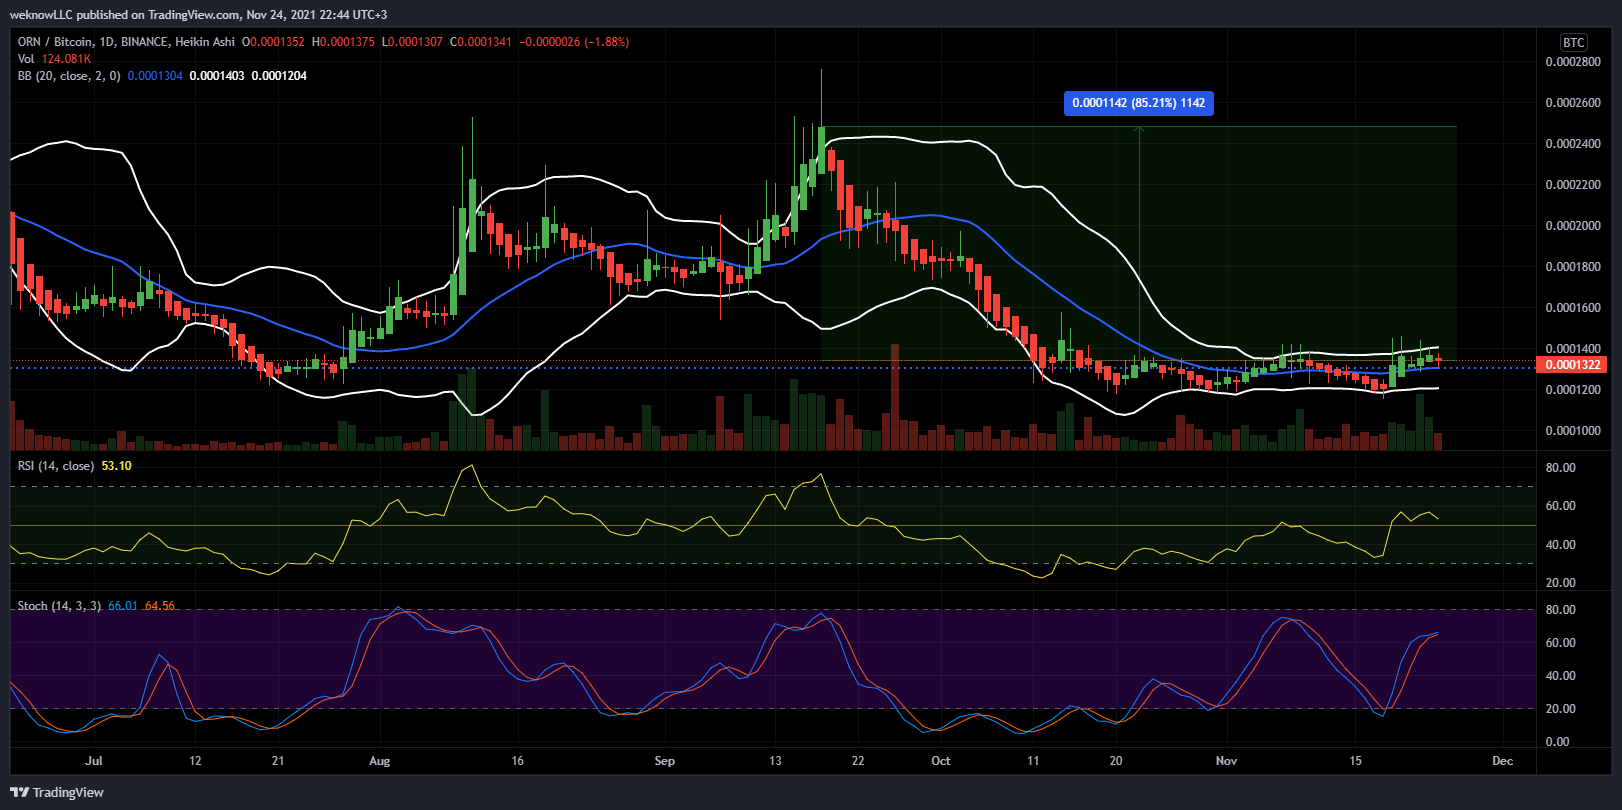 weknowLLC published on TradingView.com, Nov 24, 2021 22:44 UTC+3
ORN / Bitcoin, 1D, BINANCE, Heikin Ashi O0.0001352 H0.0001375 L0.0001307 C0.0001341 −0.0000026 (−1.88%)
Vol 124.081K
BB (20, close, 2, 0) 0.0001304 0.0001403 0.0001204
BTC
0.0002800
0.0002600
0.0001142 (85.21%) 1142
0.0002400
0.0002200
0.0002000
0.0001800
0.0001600
0.0001400
0.0001322
0.0001200
0.0001000
RSI (14, close) 53.10
80.00
60.00
40.00
20.00
Stoch (14, 3, 3) 66.01 64.56
80.00
60.00
40.00
20.00
0.00
Jul 12 21 Aug 16 Sep 13 22 Oct 11 20 Nov 15 Dec
TradingView